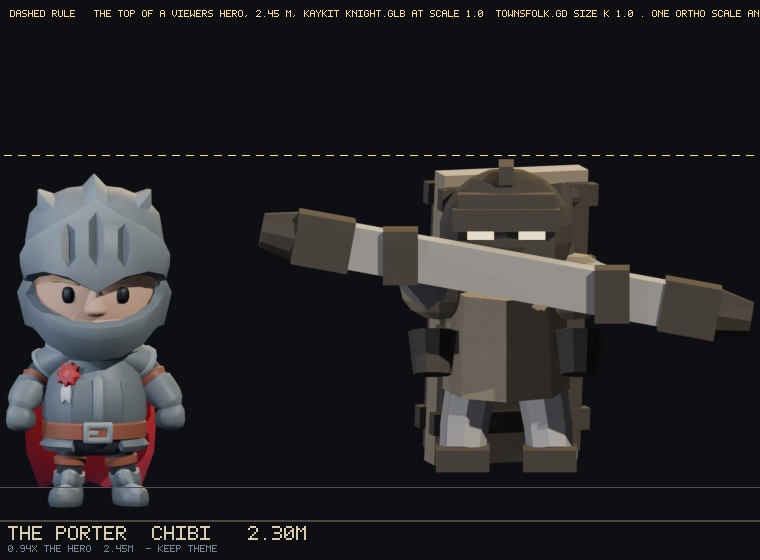 DASHED RULE   THE TOP OF A VIEWERS HERO, 2.45 M, KAYKIT KNIGHT.GLB AT SCALE 1.0  TOWNSFOLK.GD SIZE K 1.0 . ONE ORTHO SCALE AN
THE PORTER  CHIBI   2.30M
0.94X THE HERO  2.45M  - KEEP THEME